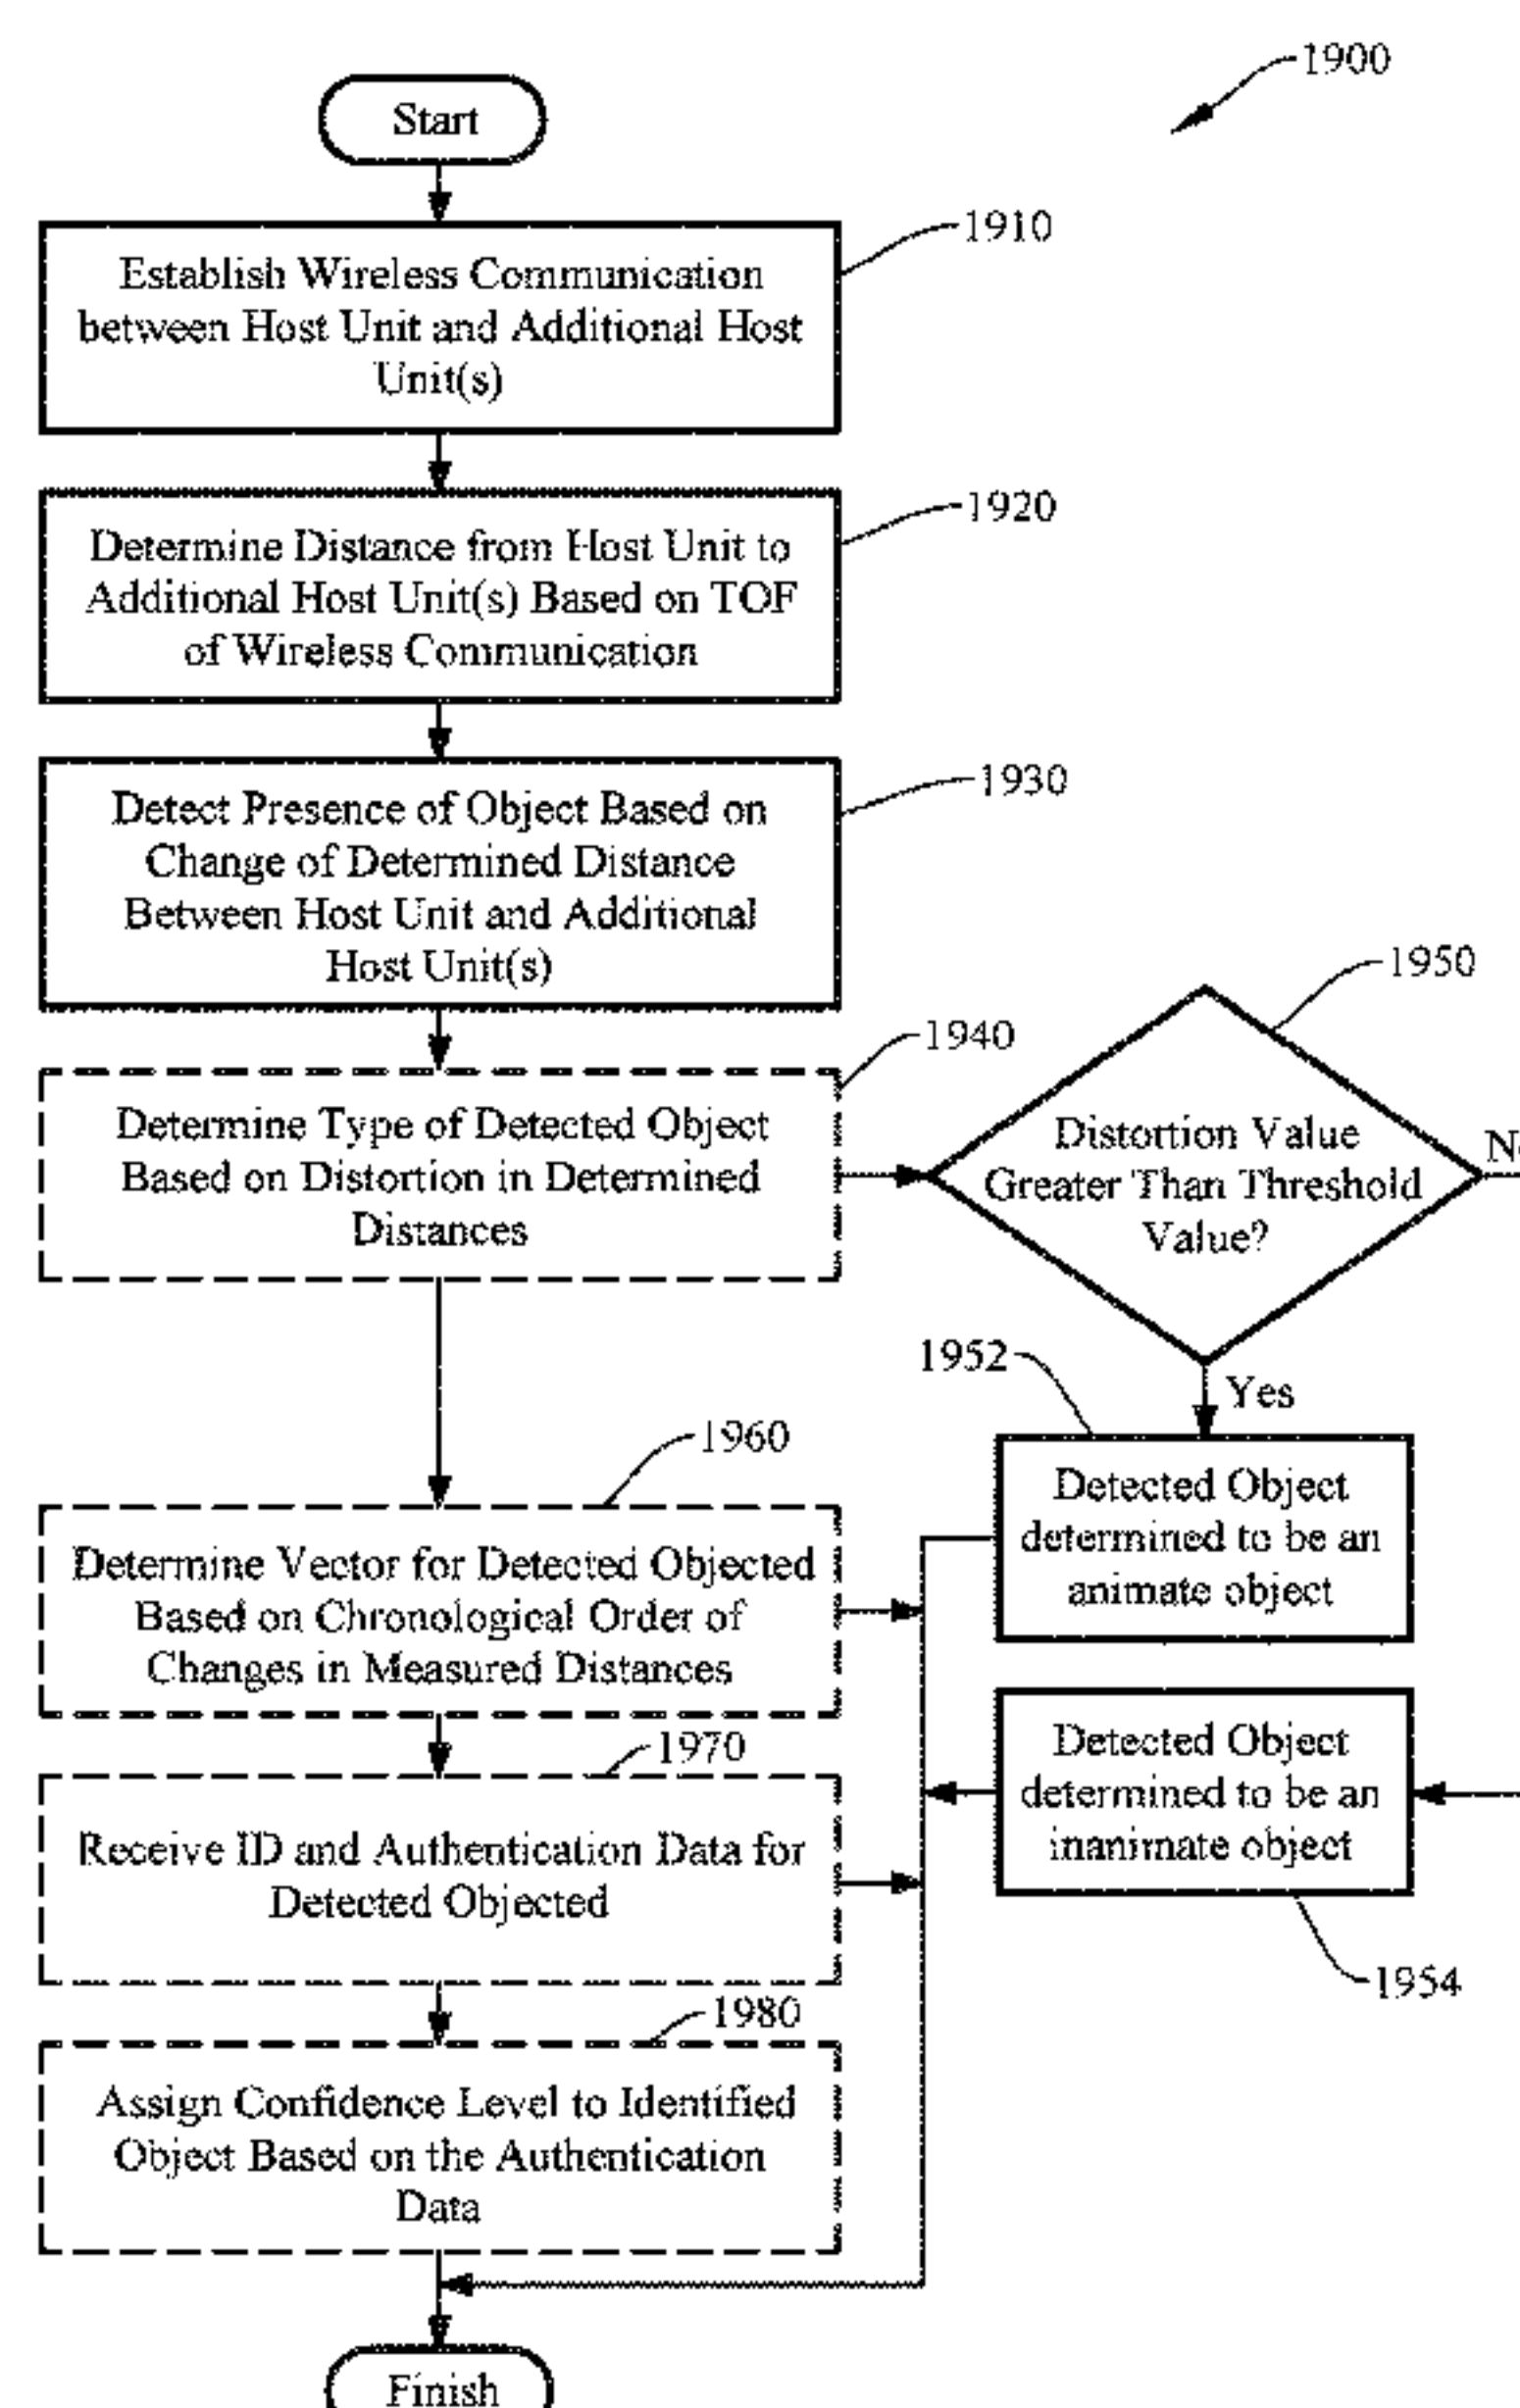 1900
Start
1910
Establish Wireless Communication
between Host Unit and Additional Host
Unit(s)
1920
Determine Distance from Host Unit to
Additional Host Unit(s) Based on TOF
of Wireless Communication
1930
Detect Presence of Object Based on
Change of Determined Distance
Between Host Unit and Additional
Host Unit(s)
1940
Determine Type of Detected Object
Based on Distortion in Determined
Distances
1950
Distortion Value
Greater Than Threshold
Value?
Yes
1952
Detected Object
determined to be an
animate object
Detected Object
determined to be an
inanimate object
1954
1960
Determine Vector for Detected Objected
Based on Chronological Order of
Changes in Measured Distances
1970
Receive ID and Authentication Data for
Detected Objected
1980
Assign Confidence Level to Identified
Object Based on the Authentication
Data
Finish